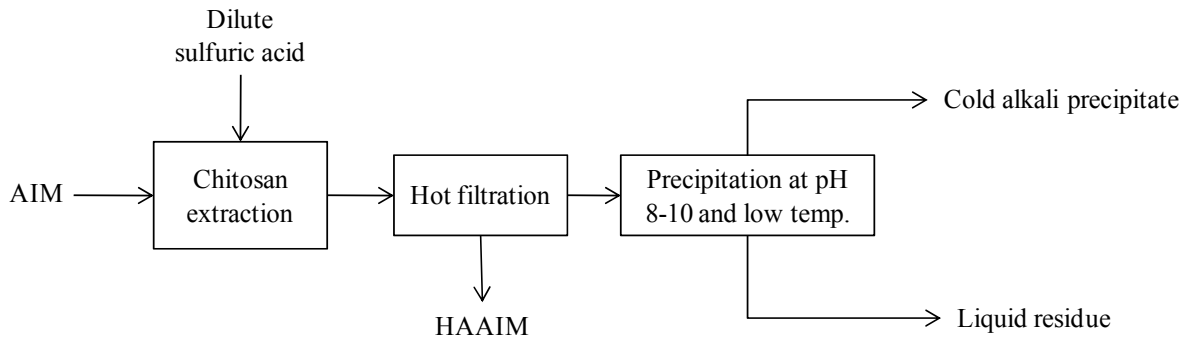 Dilute
sulfuric acid
Cold alkali precipitate
AIM
Chitosan
extraction
Hot filtration
Precipitation at pH
8-10 and low temp.
HAAIM
Liquid residue